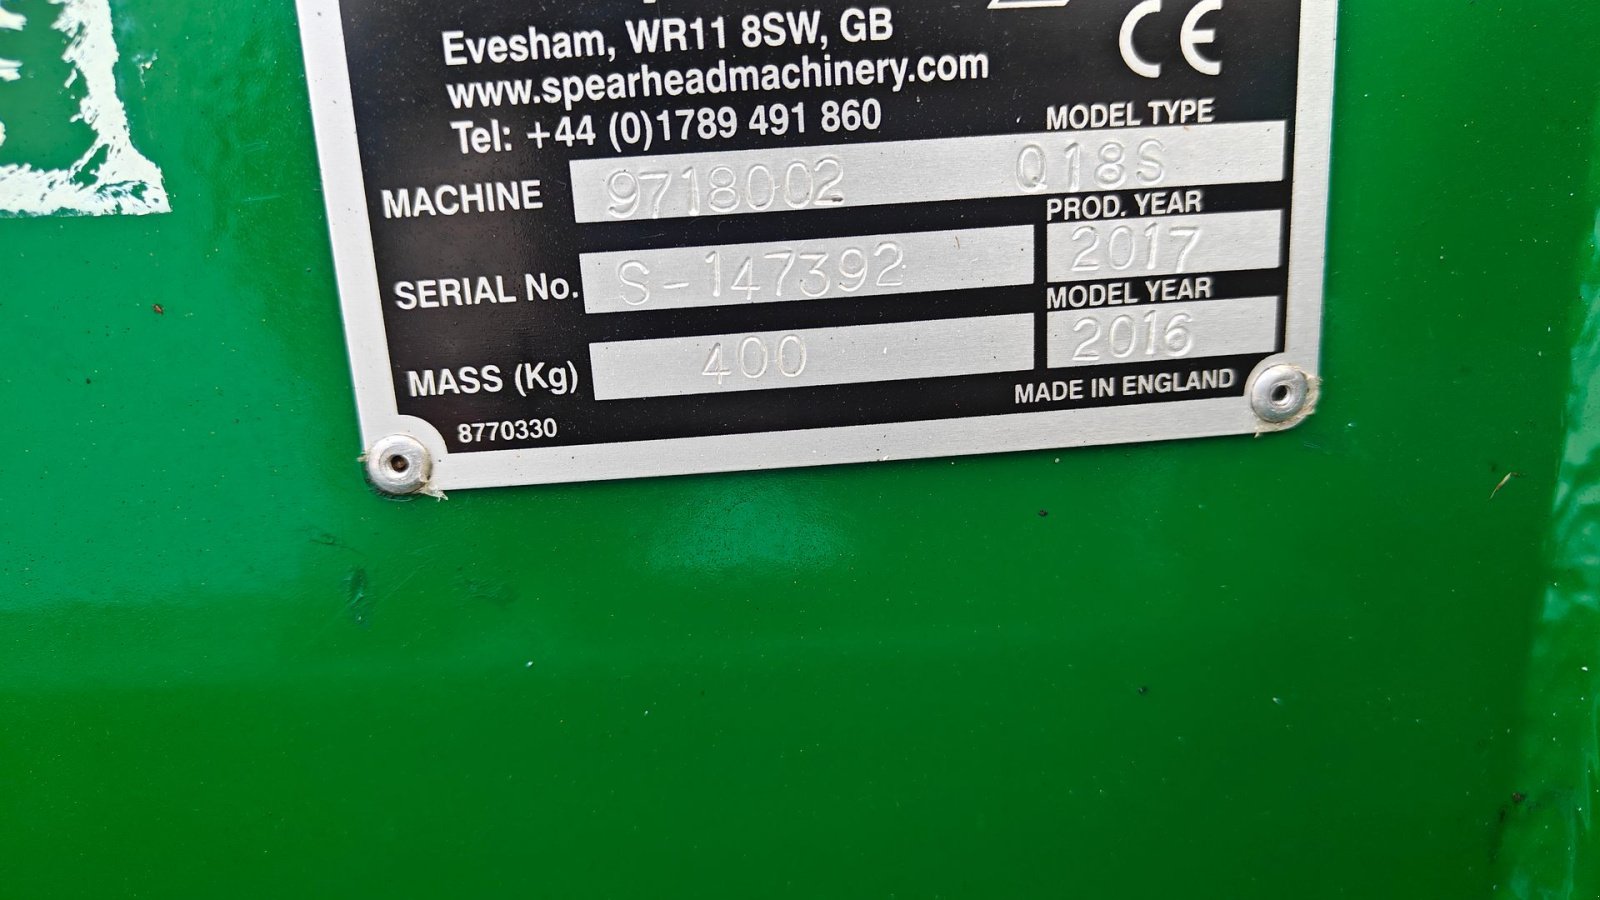 Evesham, WR11 8SW, GB
www.spearheadmachinery.com
Tel: +44 (0)1789 491 860
CE
MODEL TYPE
MACHINE 9718002 Q18S
PROD. YEAR
SERIAL No. S-147392 2017
MODEL YEAR
MASS (Kg) 400 2016
8770330 MADE IN ENGLAND